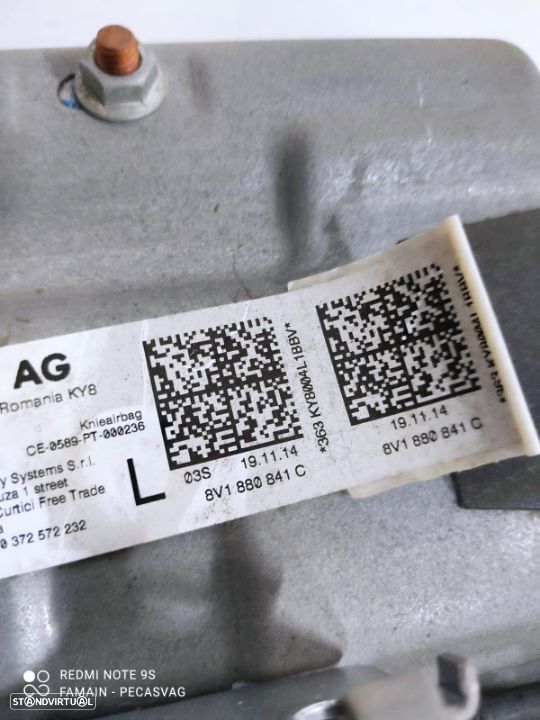 AG
Romania KY8
Knieairbag
CE-0589-PT-000236
y Systems S.r.l.
uza 1 street
Curtici Free Trade
a
0 372 572 232
L
03S 19.11.14
8V1 880 841 C
*363 KY8004L1BBV*
19.11.14
8V1 880 841 C
REDMI NOTE 9S
FAMAIN - PECASVAG
STANDVIRTUAL